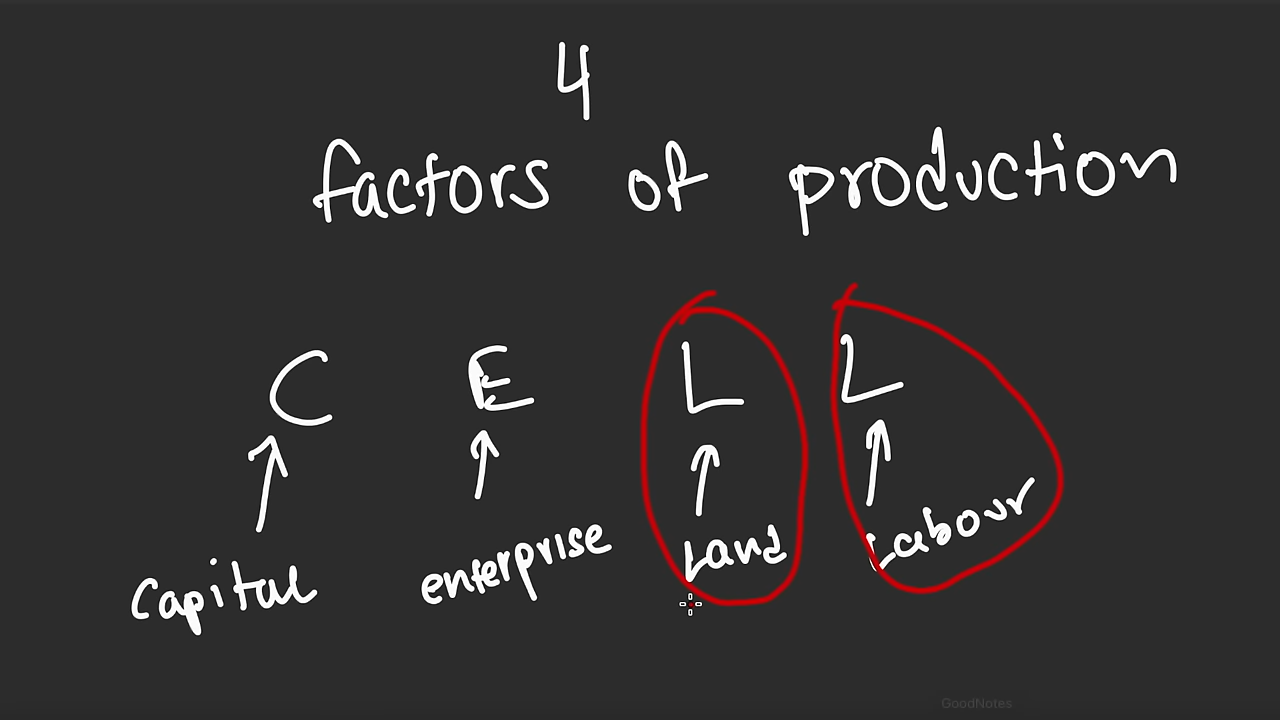 4
factors of production
C E L L
Capital enterprise Land Labour
GoodNotes